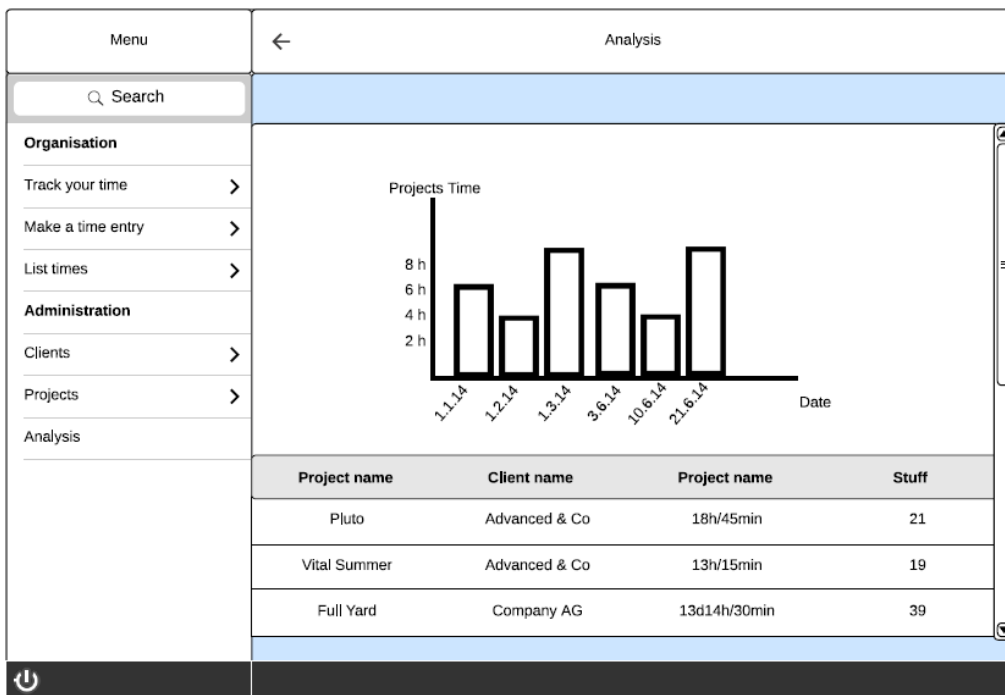 Menu
Analysis
Search
Organisation
Track your time
Make a time entry
List times
Administration
Clients
Projects
Analysis
Projects Time
8 h
6 h
4 h
2 h
1.1.14 1.2.14 1.3.14 3.6.14 10.6.14 21.6.14
Date
Project name Client name Project name Stuff
Pluto Advanced & Co 18h/45min 21
Vital Summer Advanced & Co 13h/15min 19
Full Yard Company AG 13d14h/30min 39